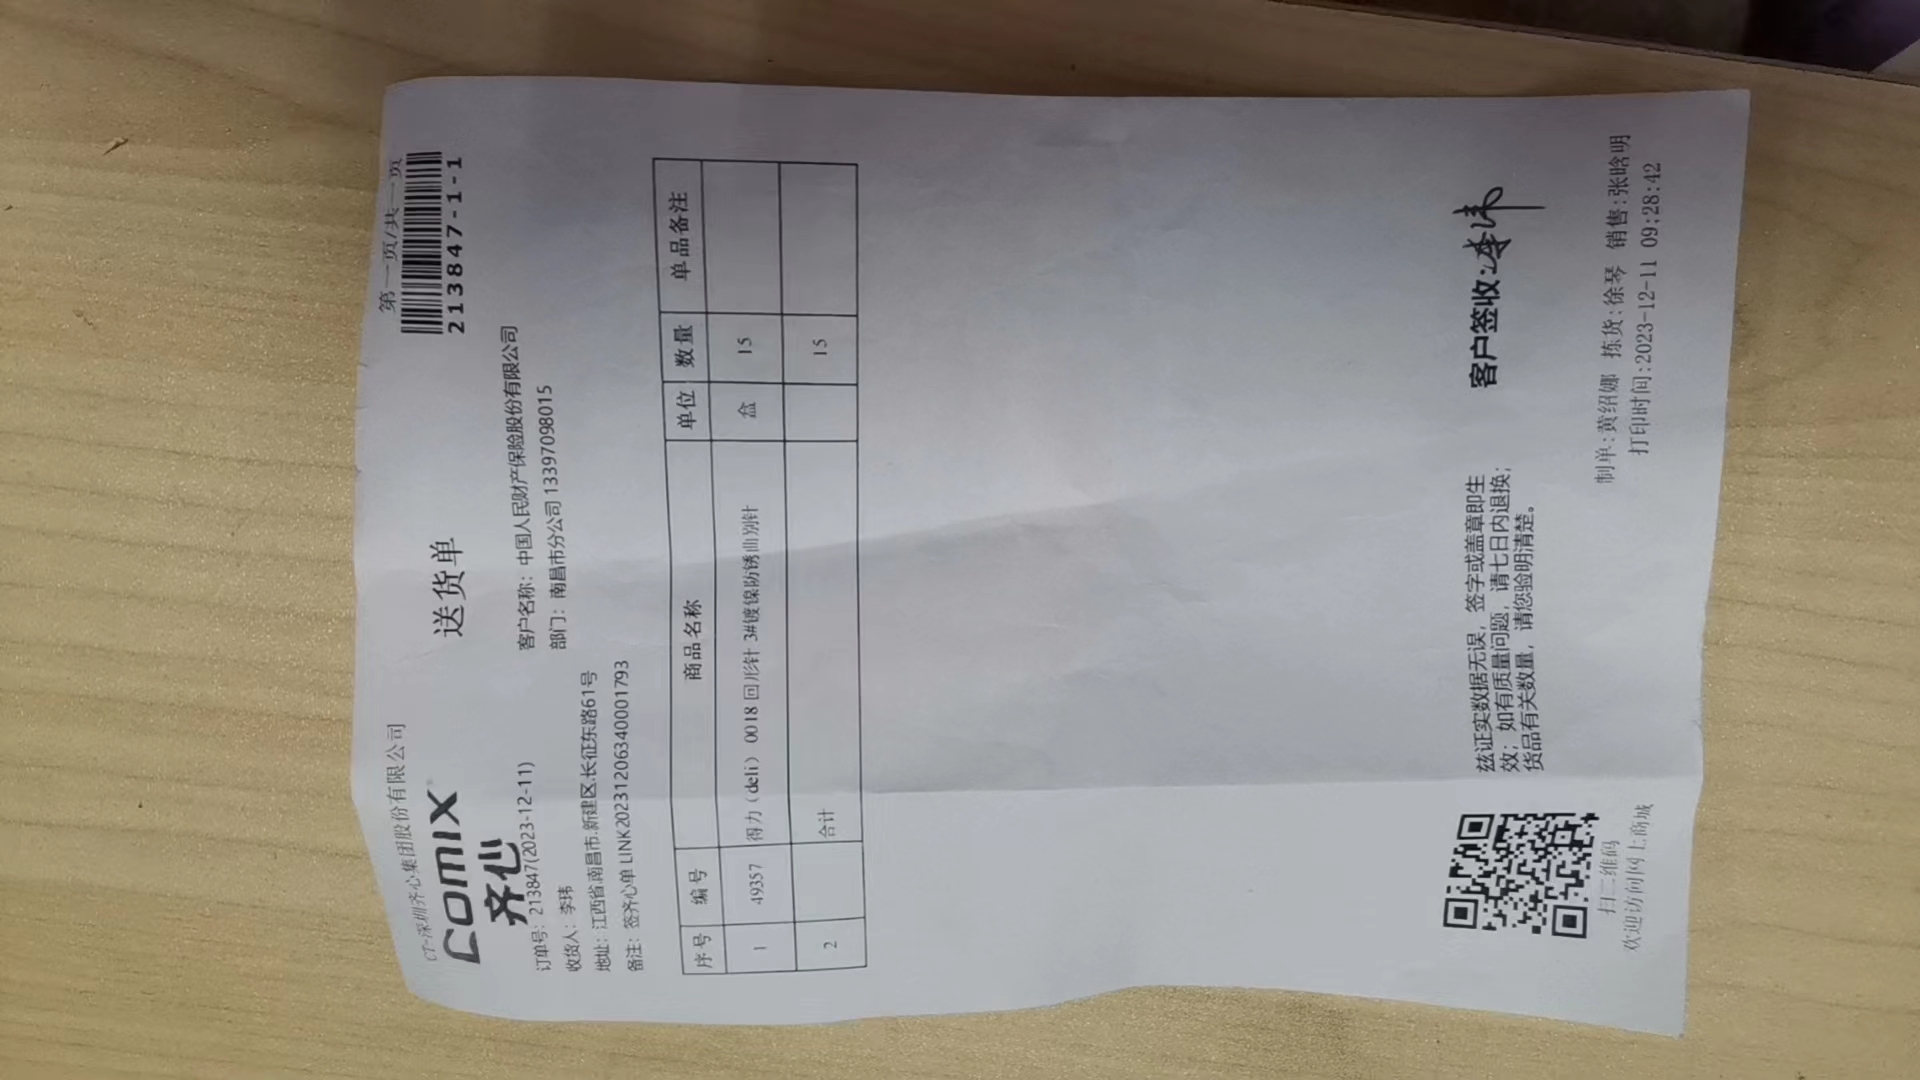 CT-深圳齐心集团股份有限公司
第一页/共一页
comix
齐心
送货单
213847-1-1
订单号：213847(2023-12-11)
客户名称：中国人民财产保险股份有限公司
收货人：李玮
部门：南昌市分公司 13397098015
地址：江西省.南昌市.新建区.长征东路61号
备注：签齐心单 LINK20231206340001793
序号 编号 商品名称 单位 数量 单品备注
1 49357 得力（deli）0018 回形针 3#镀镍防锈曲别针 盒 15
2 合计 15
兹证实数据无误，签字或盖章即生
效；如有质量问题，请七日内退换；
货品有关数量，请您验明清楚。
客户签收:李玮
扫二维码
欢迎访问网上商城
制单:黄绍娜 拣货:徐琴 销售:张晗明
打印时间:2023-12-11 09:28:42